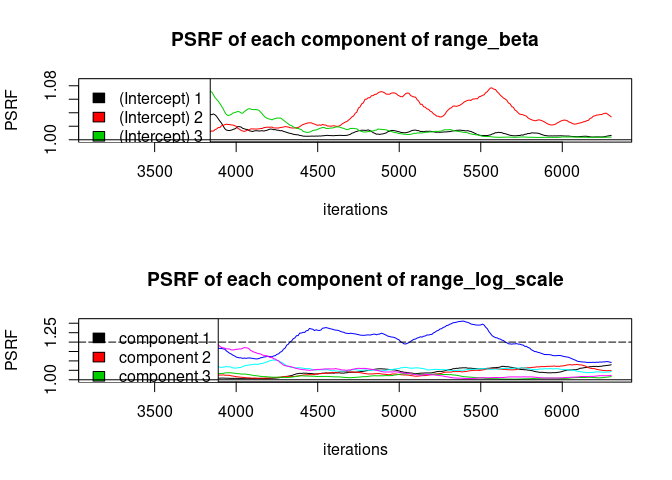 PSRF of each component of range_beta
PSRF
1.00 1.08
(Intercept) 1
(Intercept) 2
(Intercept) 3
3500 4000 4500 5000 5500 6000
iterations
PSRF of each component of range_log_scale
PSRF
1.00 1.25
component 1
component 2
component 3
3500 4000 4500 5000 5500 6000
iterations